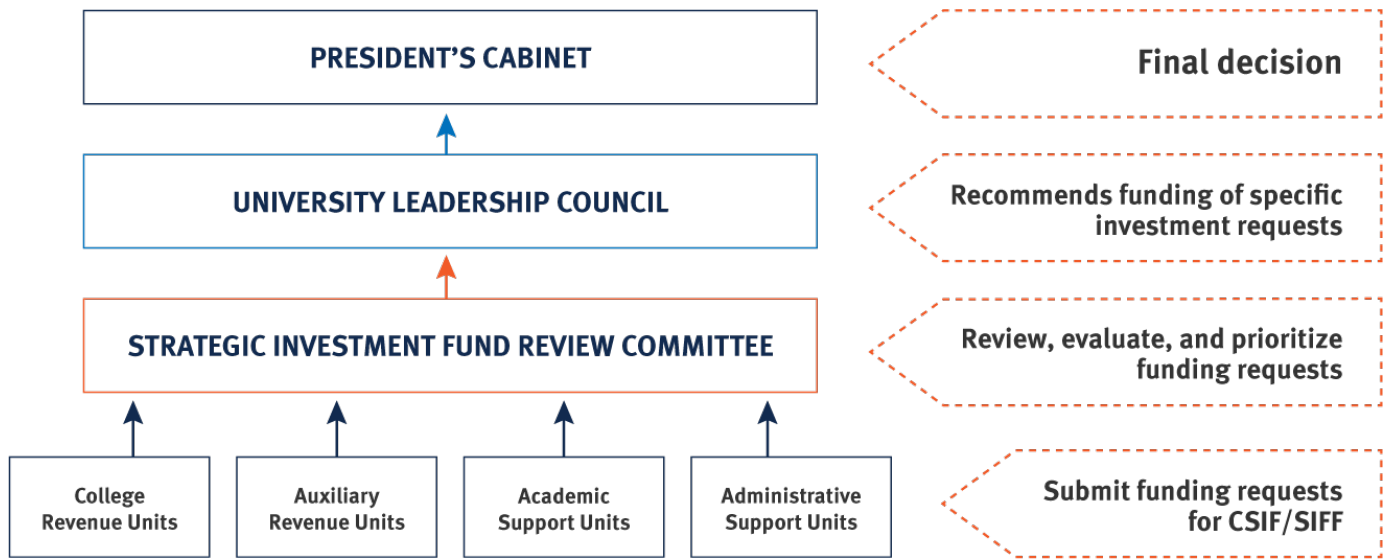 PRESIDENT'S CABINET
Final decision
UNIVERSITY LEADERSHIP COUNCIL
Recommends funding of specific
investment requests
STRATEGIC INVESTMENT FUND REVIEW COMMITTEE
Review, evaluate, and prioritize
funding requests
College
Revenue Units
Auxiliary
Revenue Units
Academic
Support Units
Administrative
Support Units
Submit funding requests
for CSIF/SIFF